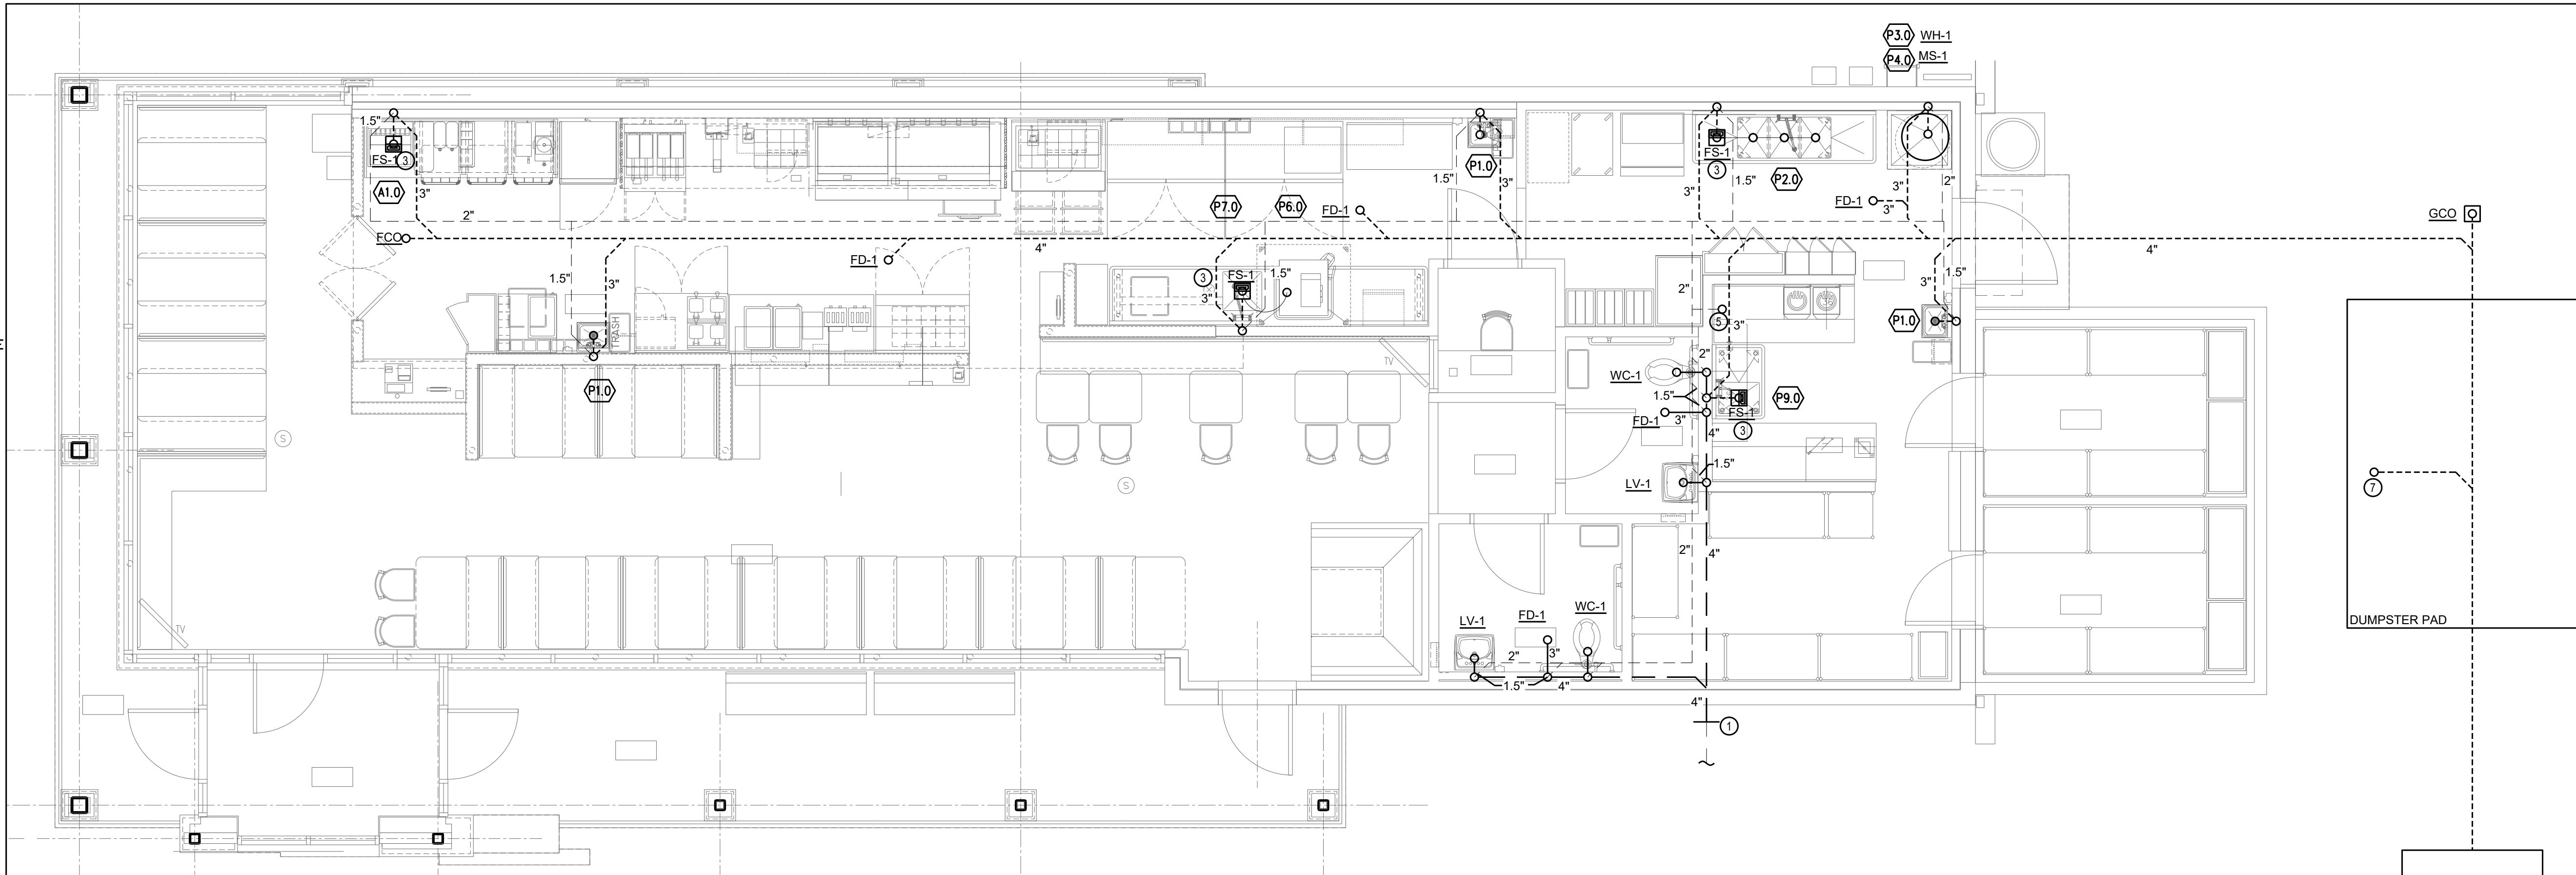 P3.0 WH-1
P4.0 MS-1
1.5"
FS-1 3
A1.0
3"
2"
FCO
1.5"
3"
TRASH
P1.0
FD-1
4"
P7.0
P6.0
FD-1
1.5"
3"
P1.0
3
FS-1
1.5"
3"
FS-1
3
3"
1.5"
P2.0
FD-1
3"
3"
2"
GCO
4"
3"
1.5"
P1.0
2"
5
3"
2"
WC-1
1.5"
FD-1
3"
FS-1
3
P9.0
4"
1.5"
LV-1
TV
S
S
2"
4"
7
DUMPSTER PAD
TV
LV-1
FD-1
WC-1
2"
3"
1.5"
4"
4"
1